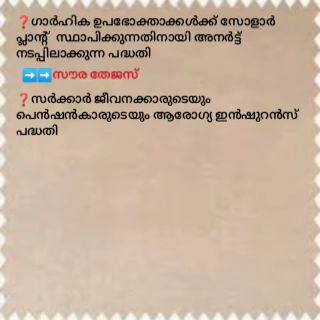 ❓ഗാർഹിക ഉപഭോക്താക്കൾക്ക് സോളാർ
പ്ലാന്റ് സ്ഥാപിക്കുന്നതിനായി അനർട്ട്
നടപ്പിലാക്കുന്ന പദ്ധതി
➡️➡️സൗര തേജസ്
❓സർക്കാർ ജീവനക്കാരുടെയും
പെൻഷൻകാരുടെയും ആരോഗ്യ ഇൻഷുറൻസ്
പദ്ധതി